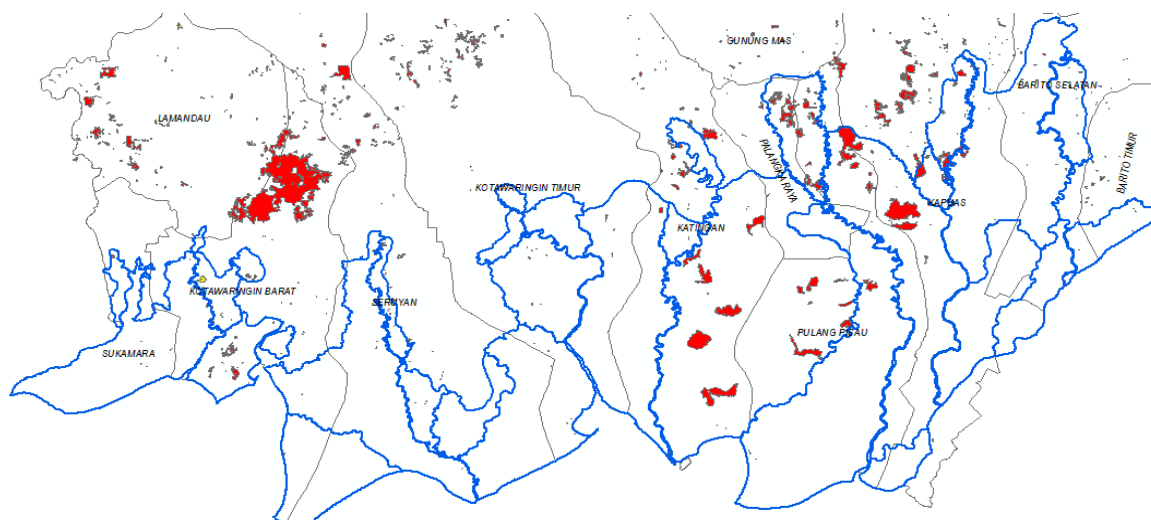 GUNUNG MAS
BARITO SELATAN
LAMANDAU
PALANGKA RAYA
BARITO TIMUR
KOTAWARINGIN TIMUR
KAPUAS
KATINGAN
KOTAWARINGIN BARAT
SERUYAN
PULANG PISAU
SUKAMARA